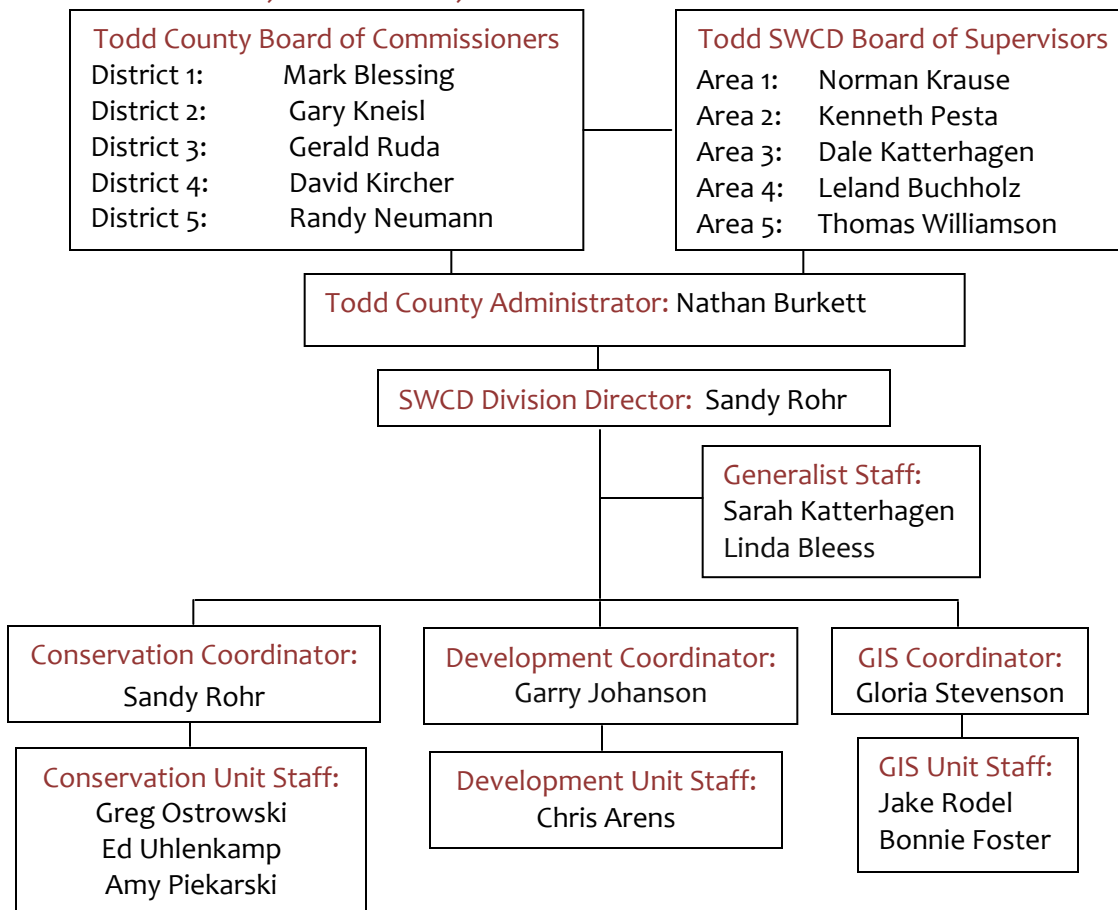 Todd County Board of Commissioners
District 1: Mark Blessing
District 2: Gary Kneisl
District 3: Gerald Ruda
District 4: David Kircher
District 5: Randy Neumann
Todd SWCD Board of Supervisors
Area 1: Norman Krause
Area 2: Kenneth Pesta
Area 3: Dale Katterhagen
Area 4: Leland Buchholz
Area 5: Thomas Williamson
Todd County Administrator: Nathan Burkett
SWCD Division Director: Sandy Rohr
Generalist Staff:
Sarah Katterhagen
Linda Bleess
Conservation Coordinator:
Sandy Rohr
Development Coordinator:
Garry Johanson
GIS Coordinator:
Gloria Stevenson
Conservation Unit Staff:
Greg Ostrowski
Ed Uhlenkamp
Amy Piekarski
Development Unit Staff:
Chris Arens
GIS Unit Staff:
Jake Rodel
Bonnie Foster